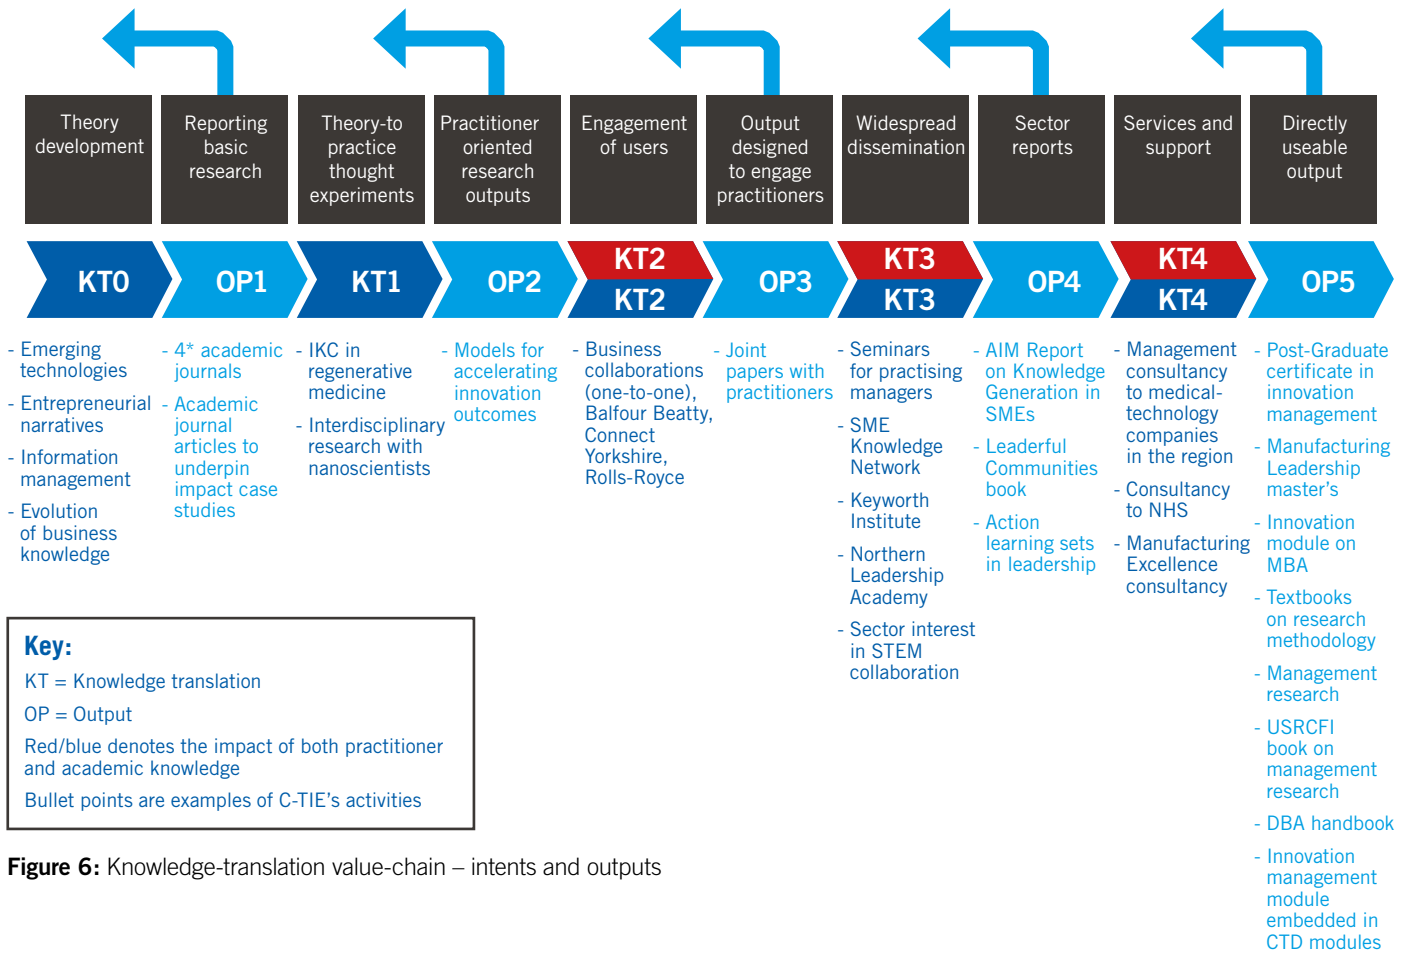 Theory
development
Reporting
basic
research
Theory-to
practice
thought
experiments
Practitioner
oriented
research
outputs
Engagement
of users
Output
designed
to engage
practitioners
Widespread
dissemination
Sector
reports
Services and
support
Directly
useable
output
KT0
OP1
KT1
OP2
KT2
KT2
OP3
KT3
KT3
OP4
KT4
KT4
OP5
- Emerging
technologies
- Entrepreneurial
narratives
- Information
management
- Evolution
of business
knowledge
- 4* academic
journals
- Academic
journal
articles to
underpin
impact case
studies
- IKC in
regenerative
medicine
- Interdisciplinary
research with
nanoscientists
- Models for
accelerating
innovation
outcomes
- Business
collaborations
(one-to-one),
Balfour Beatty,
Connect
Yorkshire,
Rolls-Royce
- Joint
papers with
practitioners
- Seminars
for practising
managers
- SME
Knowledge
Network
- Keyworth
Institute
- Northern
Leadership
Academy
- Sector interest
in STEM
collaboration
- AIM Report
on Knowledge
Generation in
SMEs
- Leaderful
Communities
book
- Action
learning sets
in leadership
- Management
consultancy
to medical-
technology
companies
in the region
- Consultancy
to NHS
- Manufacturing
Excellence
consultancy
- Post-Graduate
certificate in
innovation
management
- Manufacturing
Leadership
master's
- Innovation
module on
MBA
- Textbooks
on research
methodology
- Management
research
- USRCFI
book on
management
research
- DBA handbook
- Innovation
management
module
embedded in
CTD modules
Key:
KT = Knowledge translation
OP = Output
Red/blue denotes the impact of both practitioner
and academic knowledge
Bullet points are examples of C-TIE's activities
Figure 6: Knowledge-translation value-chain – intents and outputs